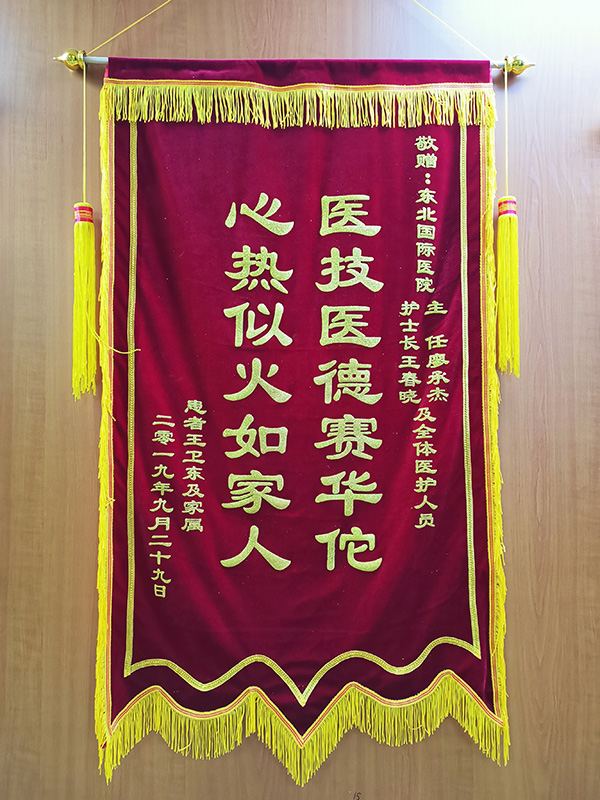 敬赠：东北国际医院
主任廖承杰
护士长王春晓
及全体医护人员
医技医德赛华佗
心热似火如家人
患者王卫东及家属
二零一九年九月二十九日